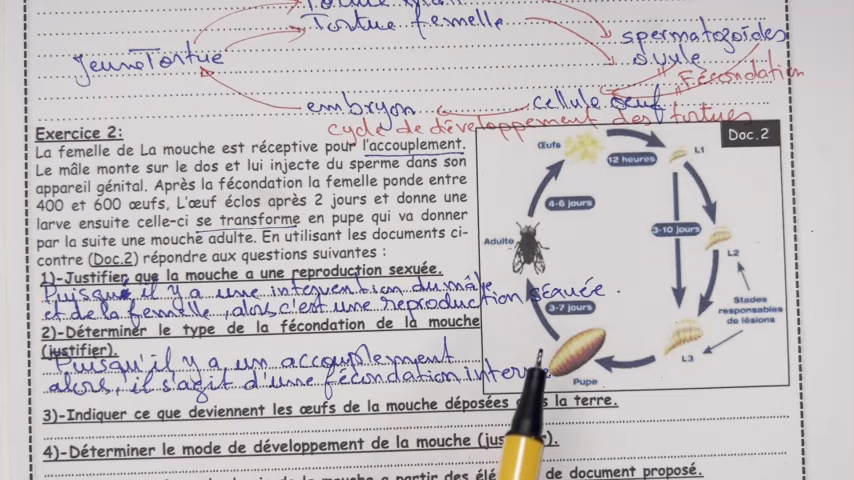 Tortue femelle
spermatozoïdes
Jeune Tortue
ovule
Fécondation
embryon
cellule oeuf
cycle de développement des tortues
Exercice 2:
La femelle de La mouche est réceptive pour l'accouplement.
Le mâle monte sur le dos et lui injecte du sperme dans son
appareil génital. Après la fécondation la femelle ponde entre
400 et 600 œufs, L'œuf éclos après 2 jours et donne une
larve ensuite celle-ci se transforme en pupe qui va donner
par la suite une mouche adulte. En utilisant les documents ci-
contre (Doc.2) répondre aux questions suivantes :
1)-Justifier que la mouche a une reproduction sexuée.
Puisqu'il y a une intervention du mâle
et de la femelle, alors c'est une reproduction sexuée.
2)-Déterminer le type de la fécondation de la mouche
(justifier).
Puisqu'il y a un accouplement
alors, il s'agit d'une fécondation interne
3)-Indiquer ce que deviennent les œufs de la mouche déposées la terre.
4)-Déterminer le mode de développement de la mouche
de la mouche a partir des de document proposé.
Doc.2
Œufs
12 heures
L1
4-6 jours
3-10 jours
Adulte
L2
3-7 jours
Stades
responsables
de lésions
L3
Pupe